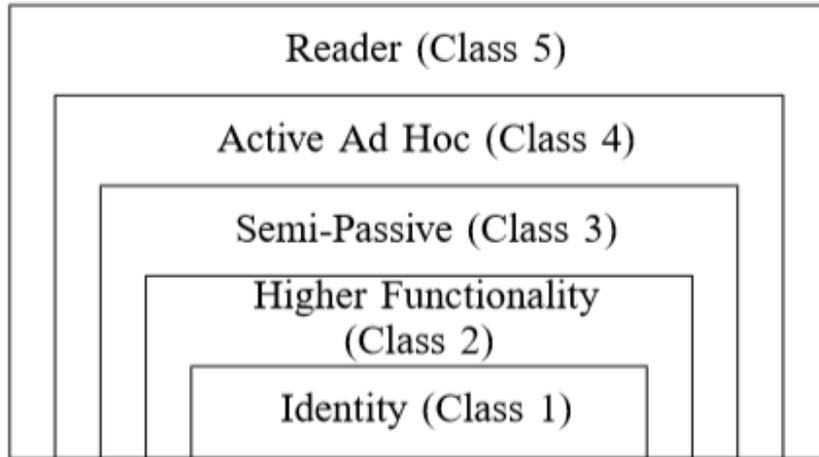 Reader (Class 5)
Active Ad Hoc (Class 4)
Semi-Passive (Class 3)
Higher Functionality
(Class 2)
Identity (Class 1)